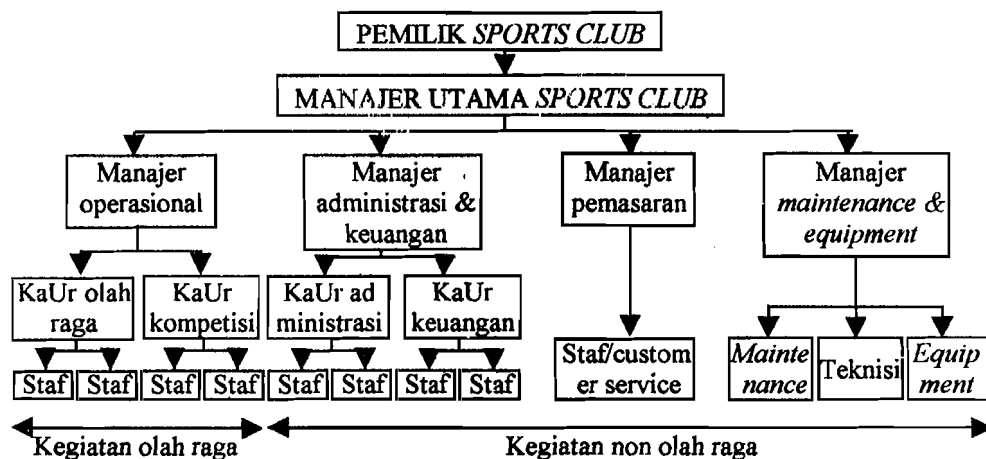 PEMILIK SPORTS CLUB
MANAJER UTAMA SPORTS CLUB
Manajer
operasional
Manajer
administrasi &
keuangan
Manajer
pemasaran
Manajer
maintenance &
equipment
KaUr olah
raga
KaUr
kompetisi
KaUr ad
ministrasi
KaUr
keuangan
Staf
Staf
Staf
Staf
Staf
Staf
Staf
Staf
Staf/custom
er service
Mainte
nance
Teknisi
Equip
ment
Kegiatan olah raga
Kegiatan non olah raga